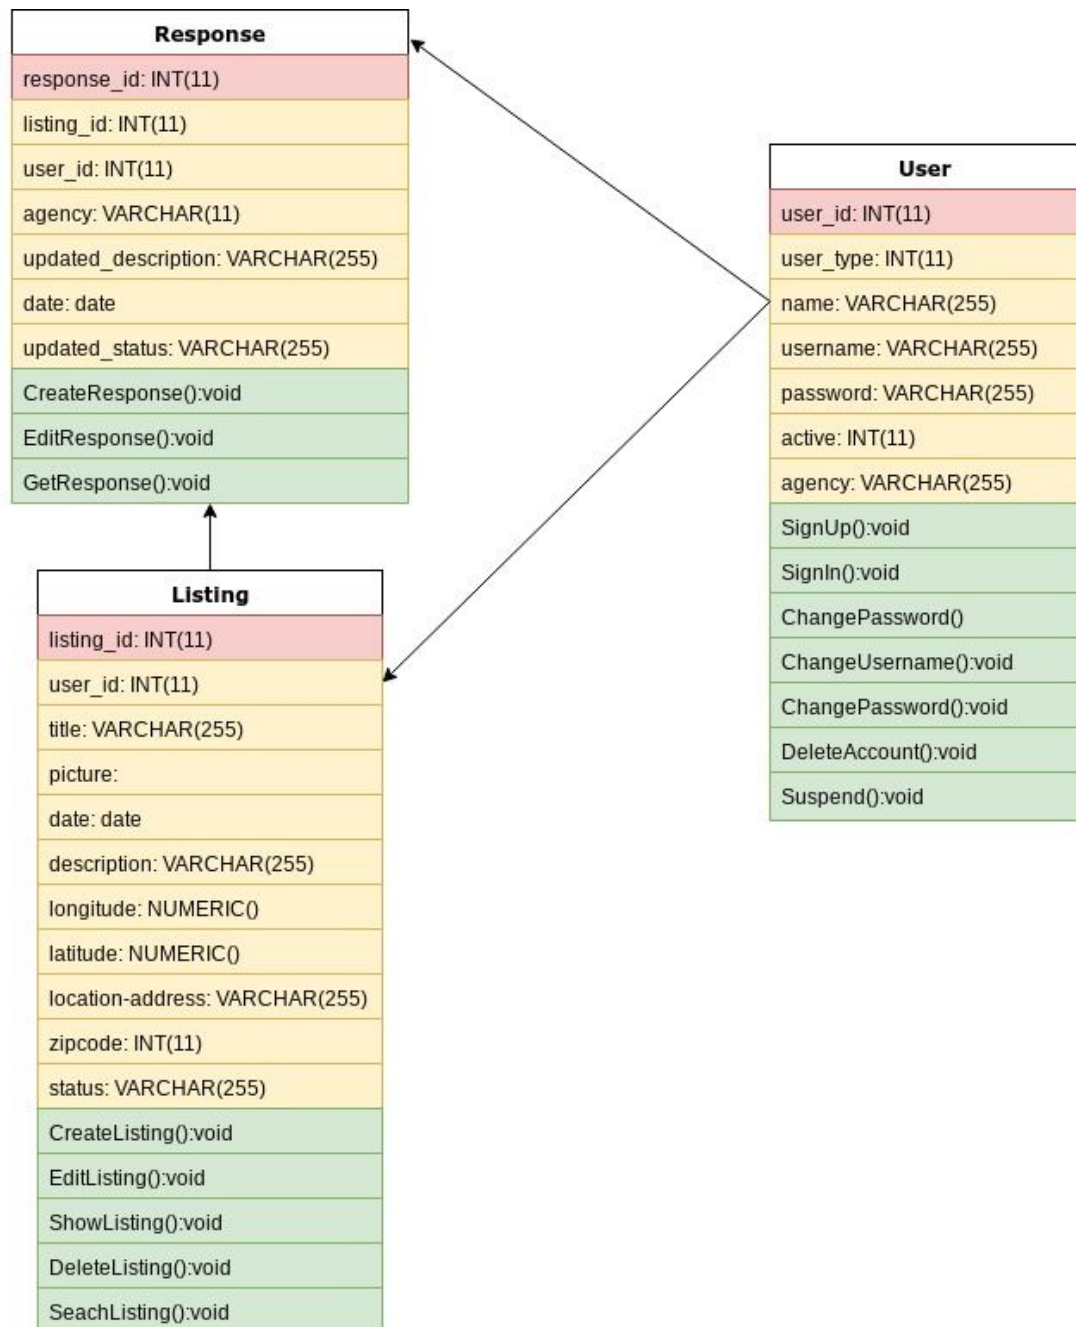 Response
response_id: INT(11)
listing_id: INT(11)
user_id: INT(11)
agency: VARCHAR(11)
updated_description: VARCHAR(255)
date: date
updated_status: VARCHAR(255)
CreateResponse():void
EditResponse():void
GetResponse():void
User
user_id: INT(11)
user_type: INT(11)
name: VARCHAR(255)
username: VARCHAR(255)
password: VARCHAR(255)
active: INT(11)
agency: VARCHAR(255)
SignUp():void
SignIn():void
ChangePassword()
ChangeUsername():void
ChangePassword():void
DeleteAccount():void
Suspend():void
Listing
listing_id: INT(11)
user_id: INT(11)
title: VARCHAR(255)
picture:
date: date
description: VARCHAR(255)
longitude: NUMERIC()
latitude: NUMERIC()
location-address: VARCHAR(255)
zipcode: INT(11)
status: VARCHAR(255)
CreateListing():void
EditListing():void
ShowListing():void
DeleteListing():void
SeachListing():void